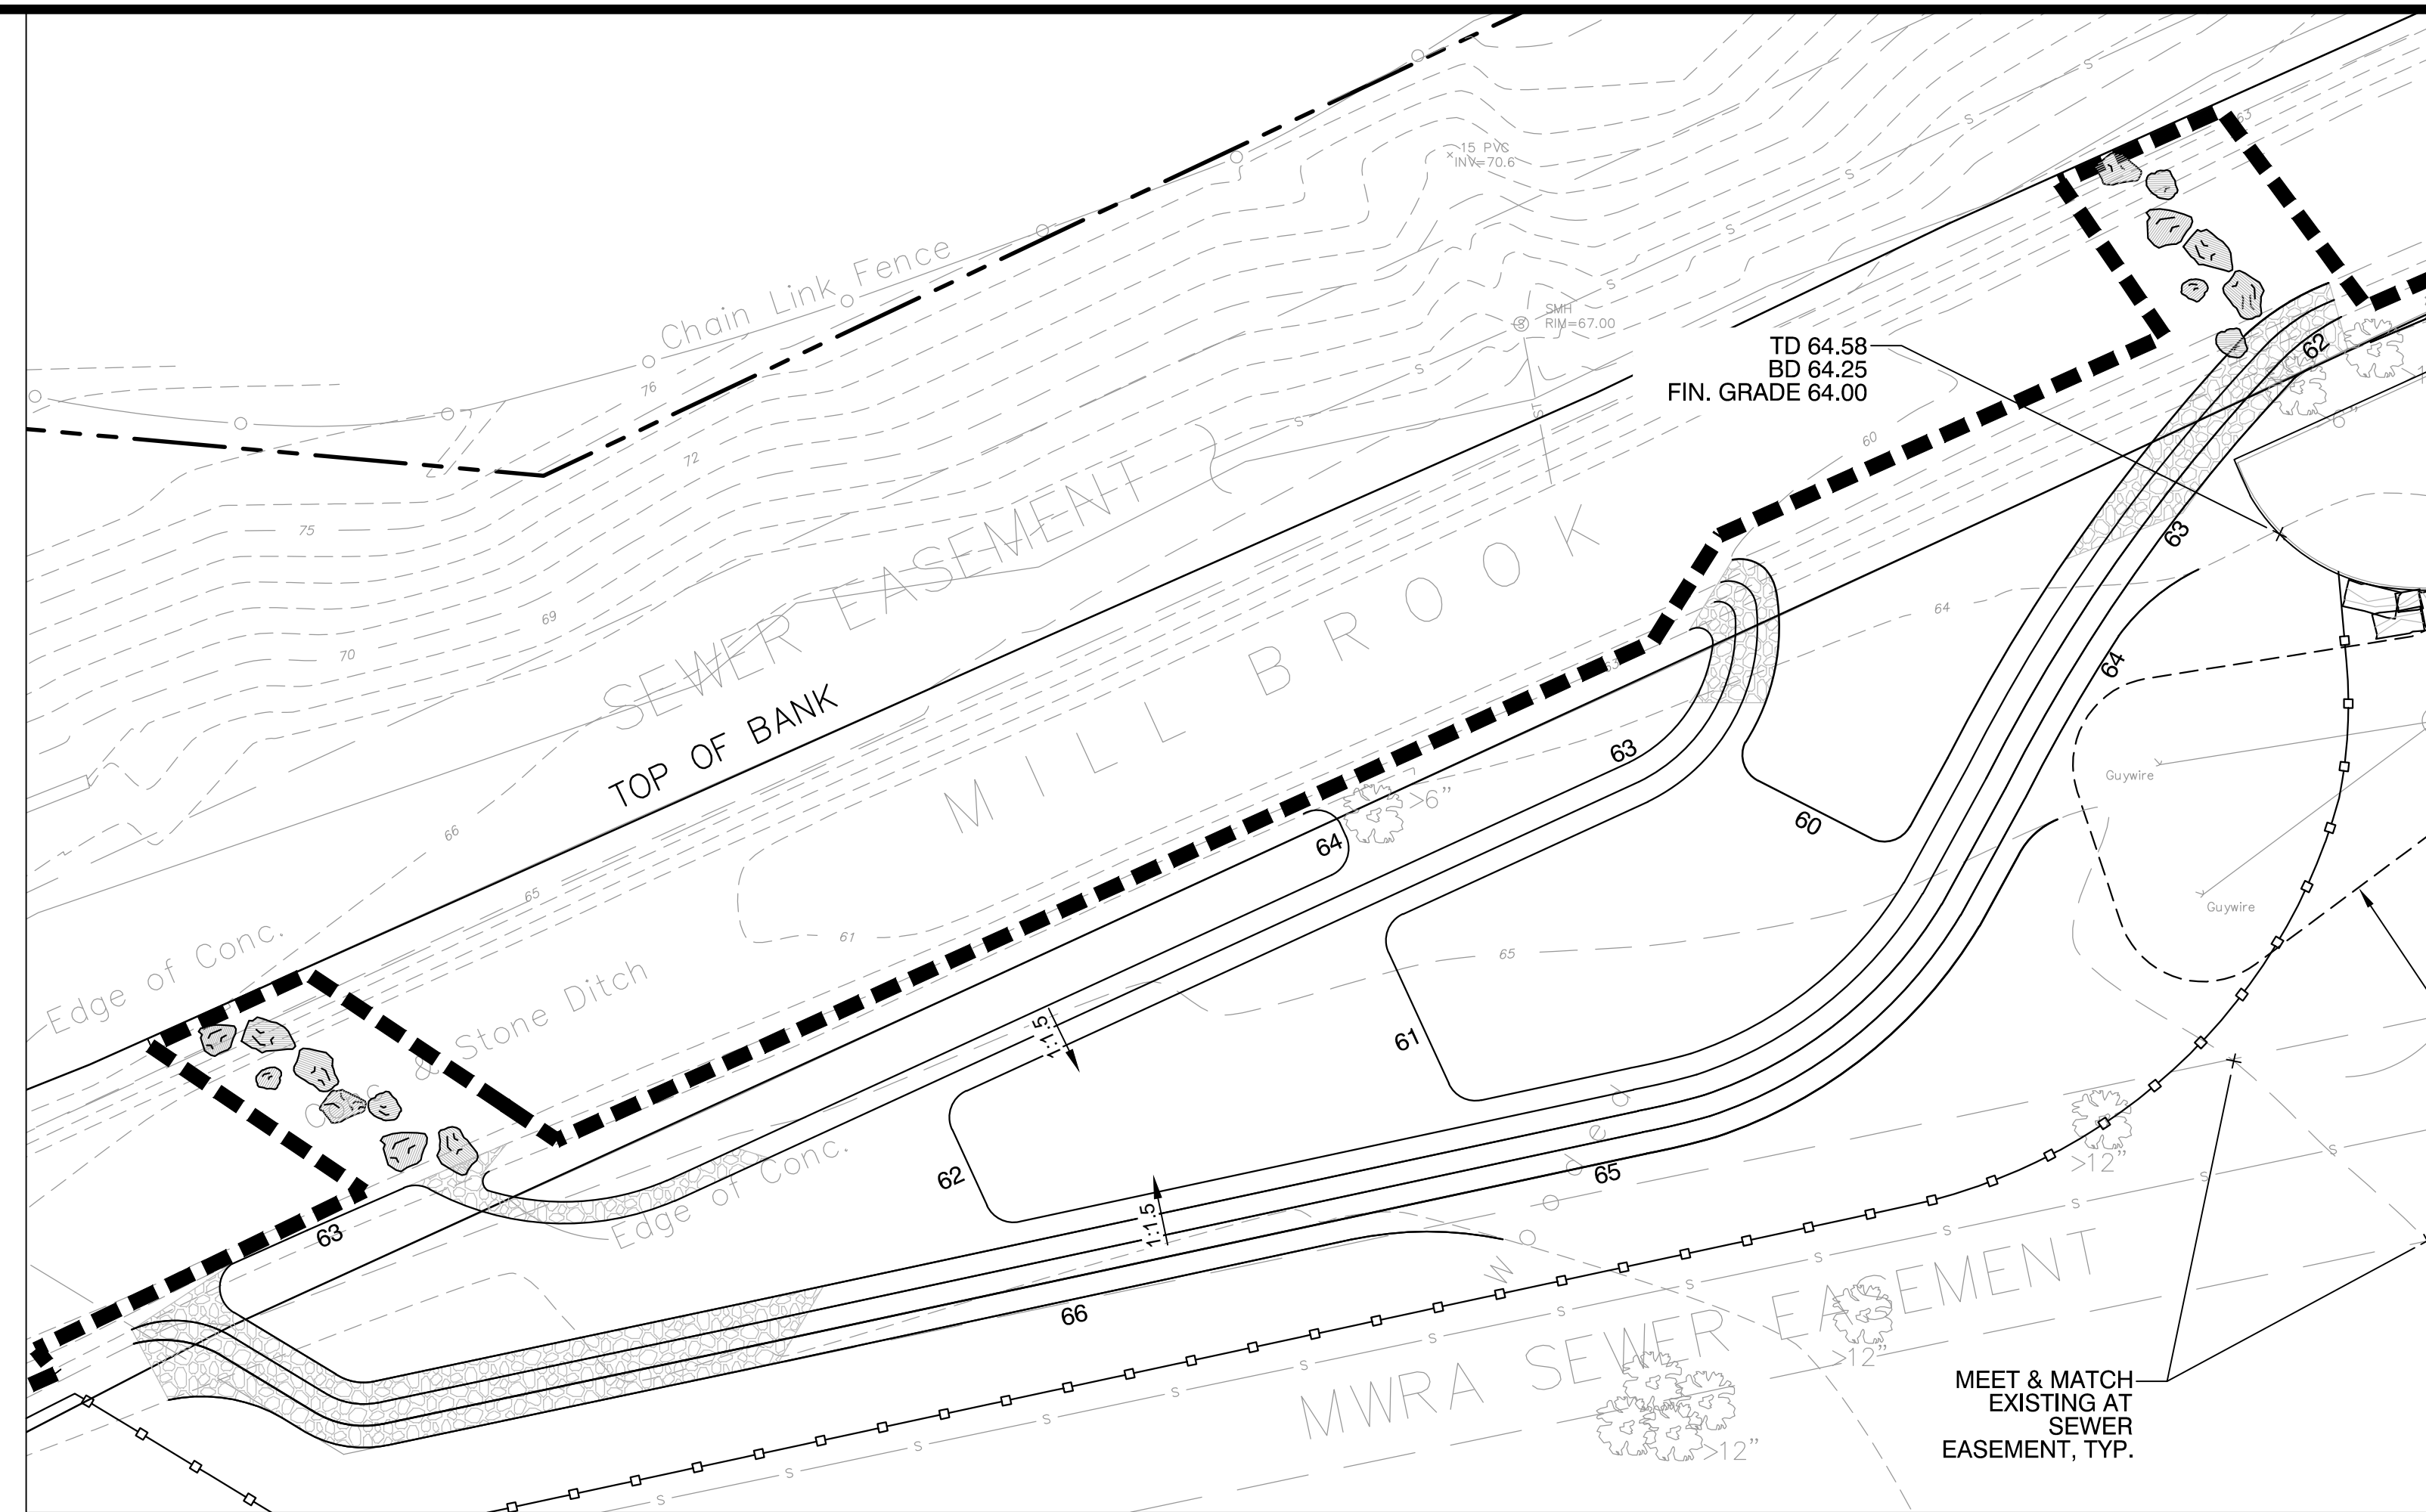 15 PVC
INV=70.6
63
Chain Link Fence
SMH
RIM=67.00
TD 64.58
BD 64.25
FIN. GRADE 64.00
62
76
72
60
75
SEWER EASEMENT
ST
63
69
64
70
MILL BROOK
63
64
TOP OF BANK
63
Guywire
>6”
60
66
64
65
Guywire
61
65
Edge of Conc.
& Stone Ditch
1:1.5
61
62
Edge of Conc.
65
>12”
1:1.5
63
Wooded
66
MWRA SEWER EASEMENT
>12”
>12”
MEET & MATCH
EXISTING AT
SEWER
EASEMENT, TYP.
S